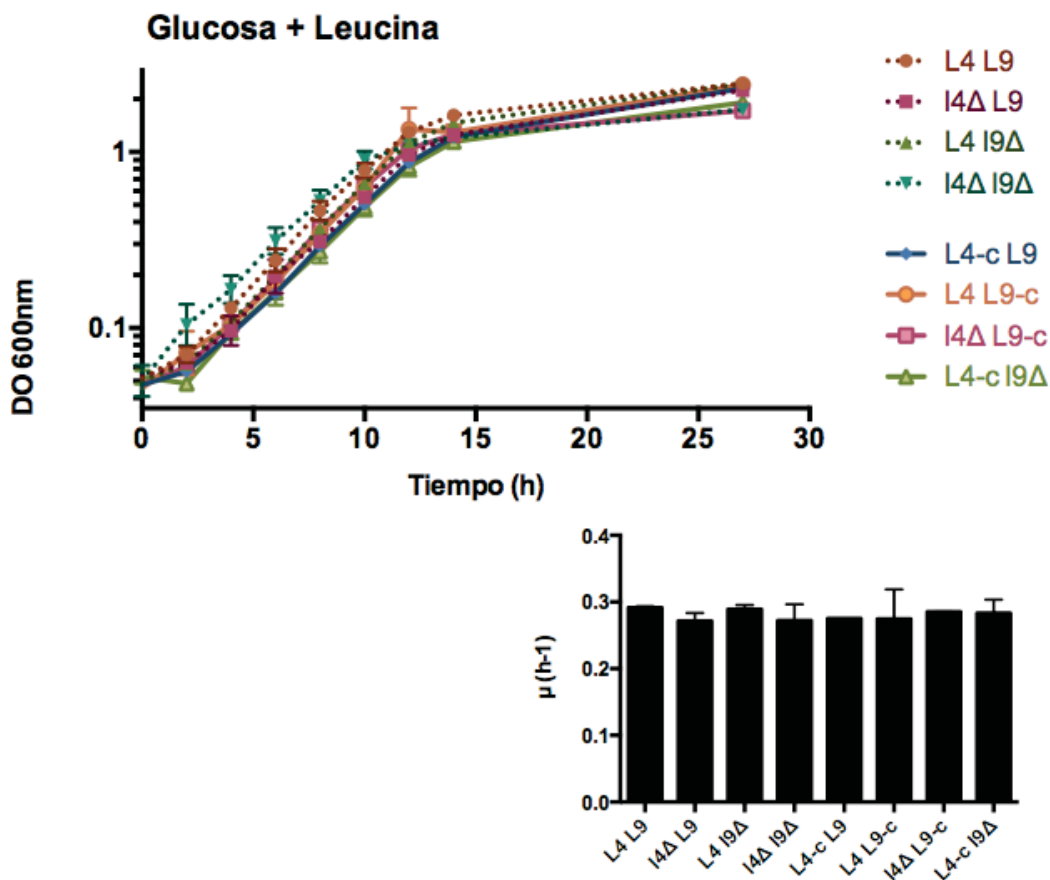 Glucosa + Leucina
DO 600nm
1
0.1
0 5 10 15 20 25 30
Tiempo (h)
L4 L9
l4Δ L9
L4 l9Δ
l4Δ l9Δ
L4-c L9
L4 L9-c
l4Δ L9-c
L4-c l9Δ
µ (h-1)
0.4
0.3
0.2
0.1
0.0
L4 L9
l4Δ L9
L4 l9Δ
l4Δ l9Δ
L4-c L9
L4 L9-c
l4Δ L9-c
L4-c l9Δ